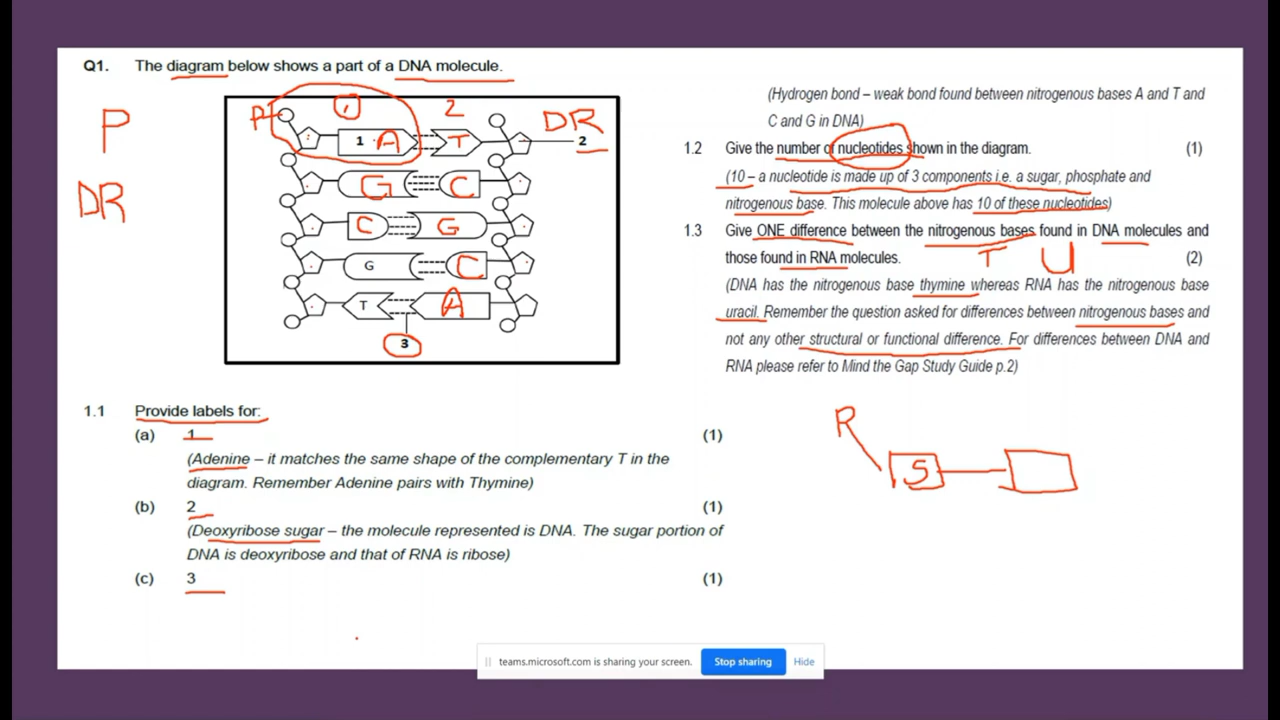 Q1. The diagram below shows a part of a DNA molecule.
P
DR
P 1 2 DR
1 A T 2
G C
C G
G C
T A
3
1.1 Provide labels for:
(a) 1 (1)
(Adenine – it matches the same shape of the complementary T in the
diagram. Remember Adenine pairs with Thymine)
(b) 2 (1)
(Deoxyribose sugar – the molecule represented is DNA. The sugar portion of
DNA is deoxyribose and that of RNA is ribose)
(c) 3 (1)
(Hydrogen bond – weak bond found between nitrogenous bases A and T and
C and G in DNA)
1.2 Give the number of nucleotides shown in the diagram. (1)
(10 – a nucleotide is made up of 3 components i.e. a sugar, phosphate and
nitrogenous base. This molecule above has 10 of these nucleotides)
1.3 Give ONE difference between the nitrogenous bases found in DNA molecules and
those found in RNA molecules. T U (2)
(DNA has the nitrogenous base thymine whereas RNA has the nitrogenous base
uracil. Remember the question asked for differences between nitrogenous bases and
not any other structural or functional difference. For differences between DNA and
RNA please refer to Mind the Gap Study Guide p.2)
R
S
teams.microsoft.com is sharing your screen. Stop sharing Hide